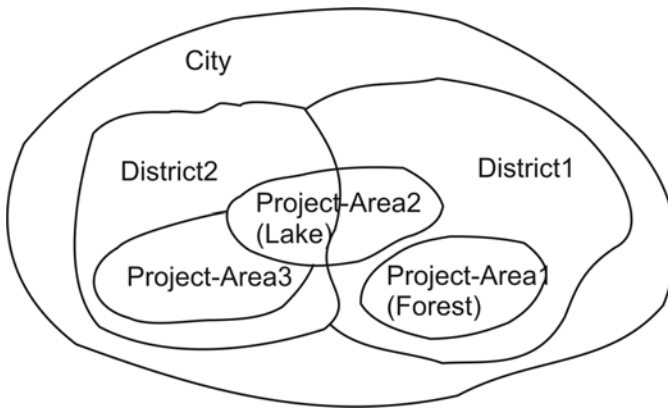 City
District2
District1
Project-Area2
(Lake)
Project-Area3
Project-Area1
(Forest)